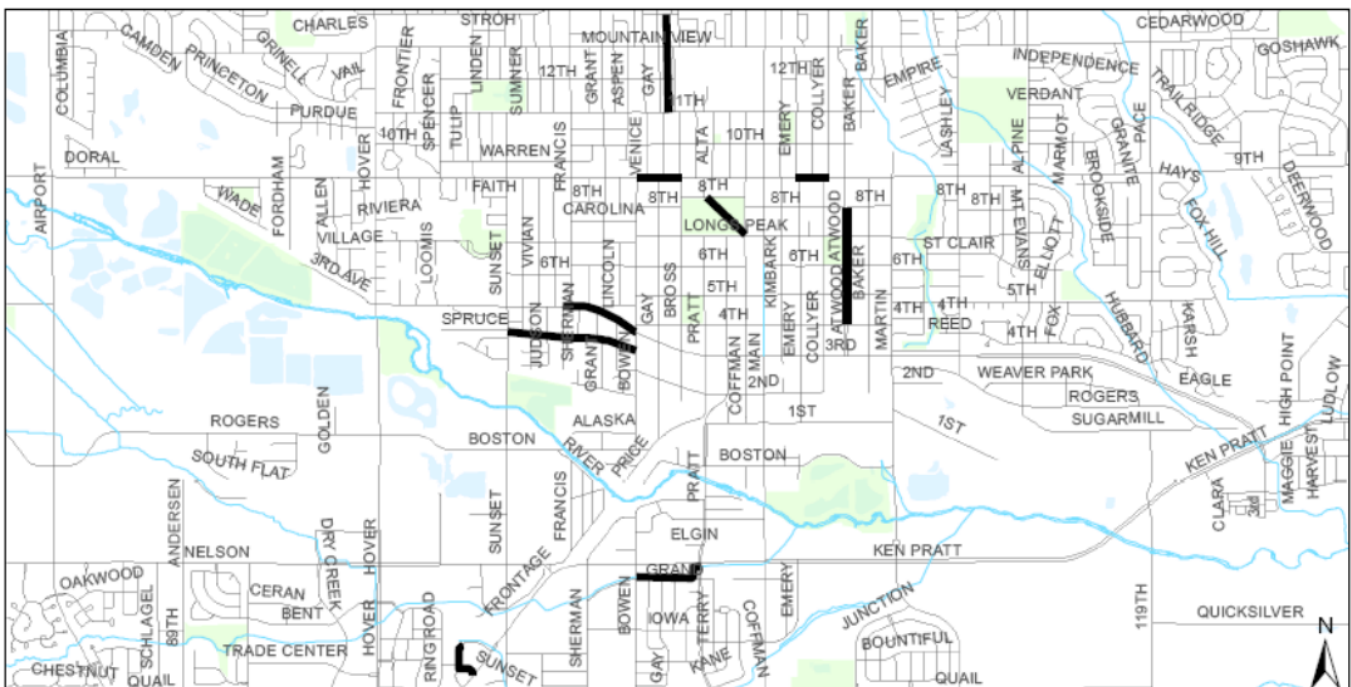 CHARLES
STROH
CEDARWOOD
COLUMBIA
CAMDEN
PRINCETON
GRINELL
VAIL
FRONTIER
LINDEN
SUMNER
MOUNTAIN VIEW
BAKER
INDEPENDENCE
GOSHAWK
12TH
GRANT
ASPEN
GAY
12TH
COLLYER
EMPIRE
VERDANT
TRAILRIDGE
PURDUE
SPENCER
TULIP
11TH
BAKER
LASHLEY
ALPINE
MARMOT
GRANITE
PACE
10TH
HOVER
WARREN
FRANCIS
VENICE
ALTA
10TH
EMERY
BROOKSIDE
9TH
DORAL
HAYS
DEERWOOD
AIRPORT
WADE
FORDHAM
ALLEN
RIVIERA
FAITH
8TH
CAROLINA
8TH
8TH
8TH
8TH
8TH
MT EVANS
ELLIOTT
FOX HILL
VILLAGE
LOOMIS
SUNSET
VIVIAN
LONGS PEAK
ATWOOD
ST CLAIR
3RD AVE
6TH
LINCOLN
6TH
KIMBARK
6TH
ATWOOD
BAKER
6TH
BROSS
5TH
5TH
SPRUCE
JUDSON
SHERMAN
GAY
PRATT
4TH
EMERY
COLLYER
MARTIN
4TH
4TH
REED
4TH
FOX
HUBBARD
KARSH
GRANT
BOWEN
COFFMAN
MAIN
3RD
2ND
2ND
WEAVER PARK
EAGLE
HIGH POINT
LUDLOW
GOLDEN
ROGERS
ALASKA
1ST
1ST
ROGERS
SUGARMILL
BOSTON
RIVER
PRICE
BOSTON
KEN PRATT
SOUTH FLAT
PRATT
MAGGIE
HARVEST
CLARA
3rd
ANDERSEN
DRY CREEK
HOVER
SUNSET
FRANCIS
ELGIN
NELSON
KEN PRATT
OAKWOOD
SCHLAGEL
89TH
CERAN
BENT
HOVER
RING ROAD
FRONTAGE
SHERMAN
BOWEN
GRAND
IOWA
TERRY
COFFMAN
EMERY
JUNCTION
119TH
QUICKSILVER
N
TRADE CENTER
SUNSET
GAY
KANE
BOUNTIFUL
CHESTNUT
QUAIL
QUAIL